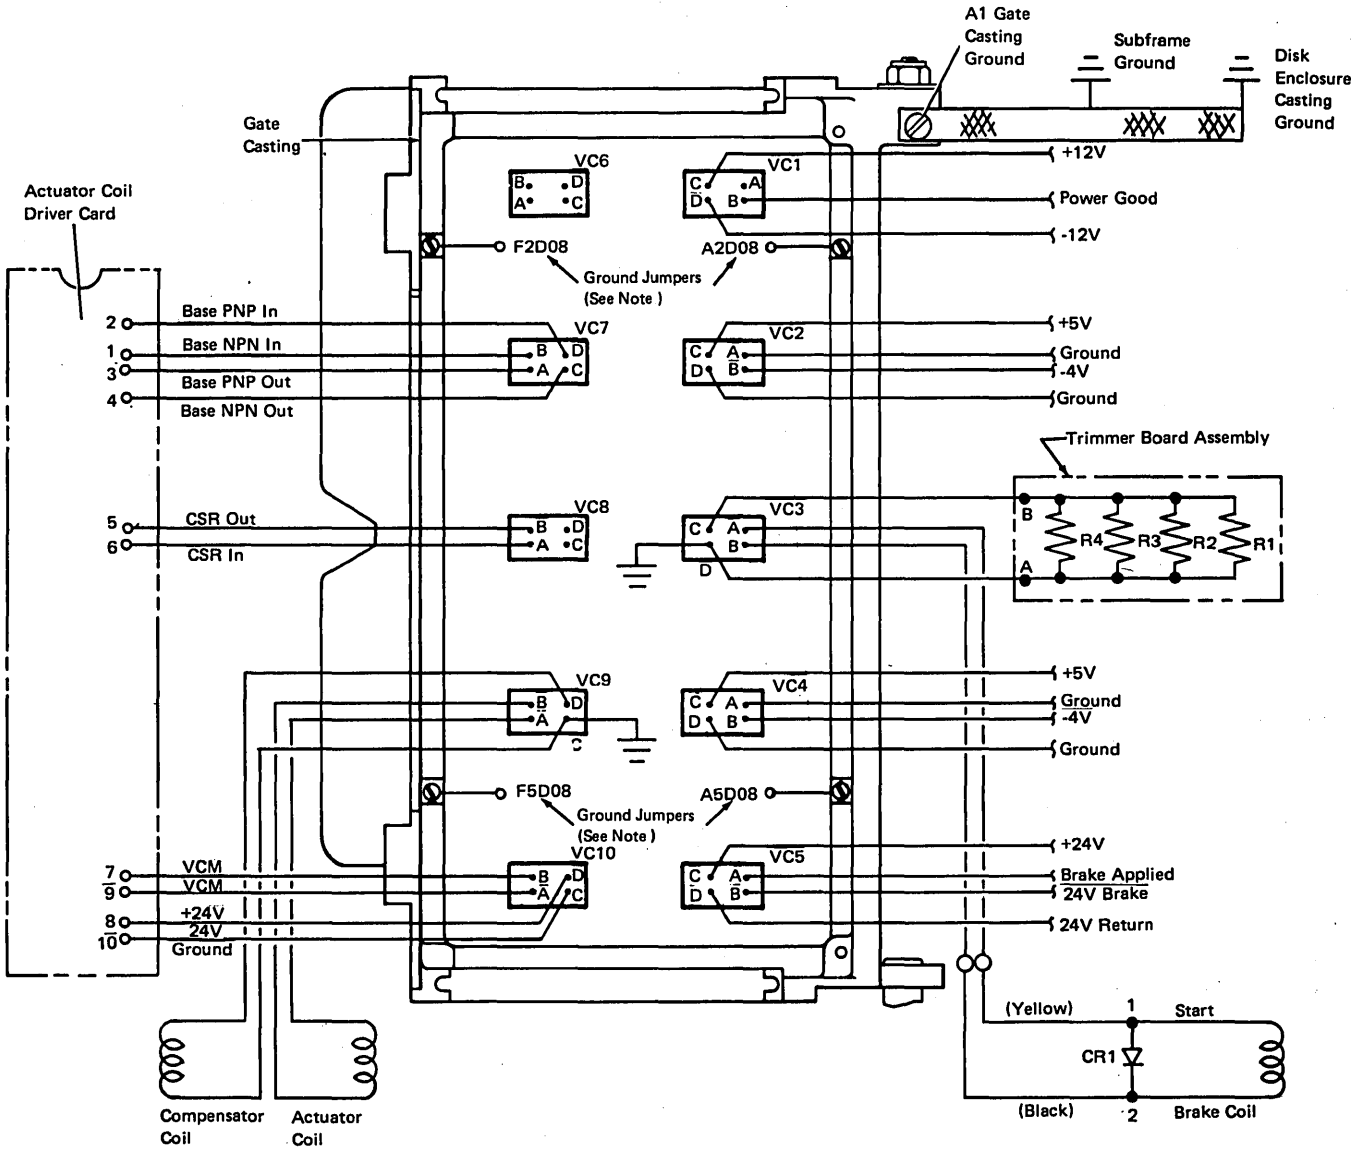 A1 Gate
Casting
Ground
Subframe
Ground
Disk
Enclosure
Casting
Ground
Gate
Casting
Actuator Coil
Driver Card
VC6
B D
A C
VC1
C A
D B
+12V
Power Good
-12V
F2D08
A2D08
Ground Jumpers
(See Note )
2 Base PNP In
1 Base NPN In
3 Base PNP Out
4 Base NPN Out
VC7
B D
A C
VC2
C A
D B
+5V
Ground
-4V
Ground
Trimmer Board Assembly
5 CSR Out
6 CSR In
VC8
B D
A C
VC3
C A
B
D
B
R4 R3 R2 R1
A
VC9
B D
A
C
VC4
C A
D B
+5V
Ground
-4V
Ground
F5D08
A5D08
Ground Jumpers
(See Note )
VC10
B D
A C
VC5
C A
D B
+24V
Brake Applied
24V Brake
24V Return
7 VCM
9 VCM
8 +24V
10 24V
Ground
Compensator
Coil
Actuator
Coil
(Yellow) 1 Start
CR1
(Black) 2 Brake Coil